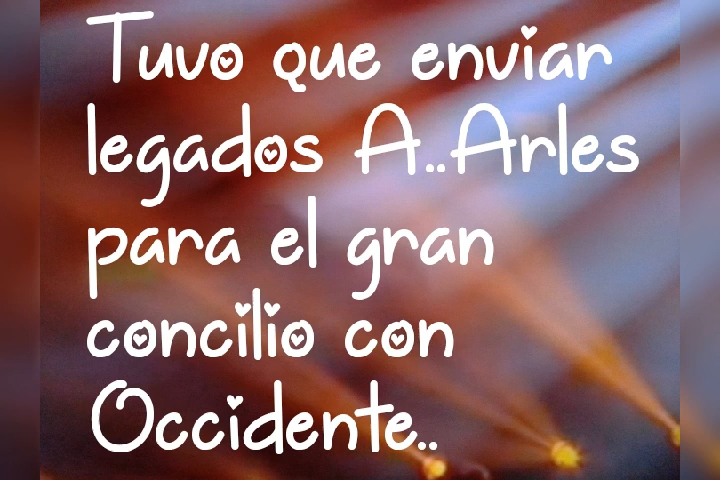 Tuvo que enviar
legados A..Arles
para el gran
concilio con
Occidente..